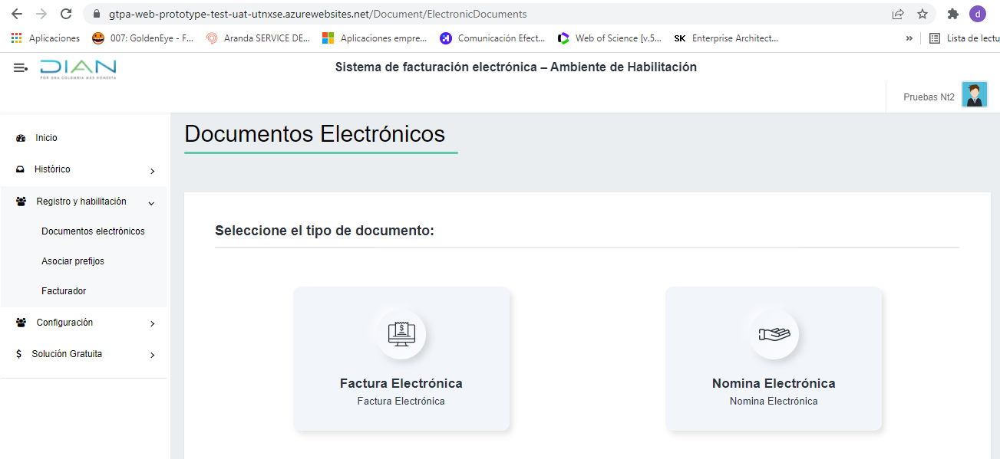 gtpa-web-prototype-test-uat-utnxse.azurewebsites.net/Document/ElectronicDocuments
d
Aplicaciones 007: GoldenEye - F... Aranda SERVICE DE... Aplicaciones empre... Comunicación Efect... Web of Science [v.5... SK Enterprise Architect... » Lista de lectu
DIAN
POR UNA COLOMBIA MÁS HONESTA
Sistema de facturación electrónica – Ambiente de Habilitación
Pruebas Nt2
Inicio
Histórico
Registro y habilitación
Documentos electrónicos
Asociar prefijos
Facturador
Configuración
$ Solución Gratuita
Documentos Electrónicos
Seleccione el tipo de documento:
$
Factura Electrónica
Factura Electrónica
Nomina Electrónica
Nomina Electrónica